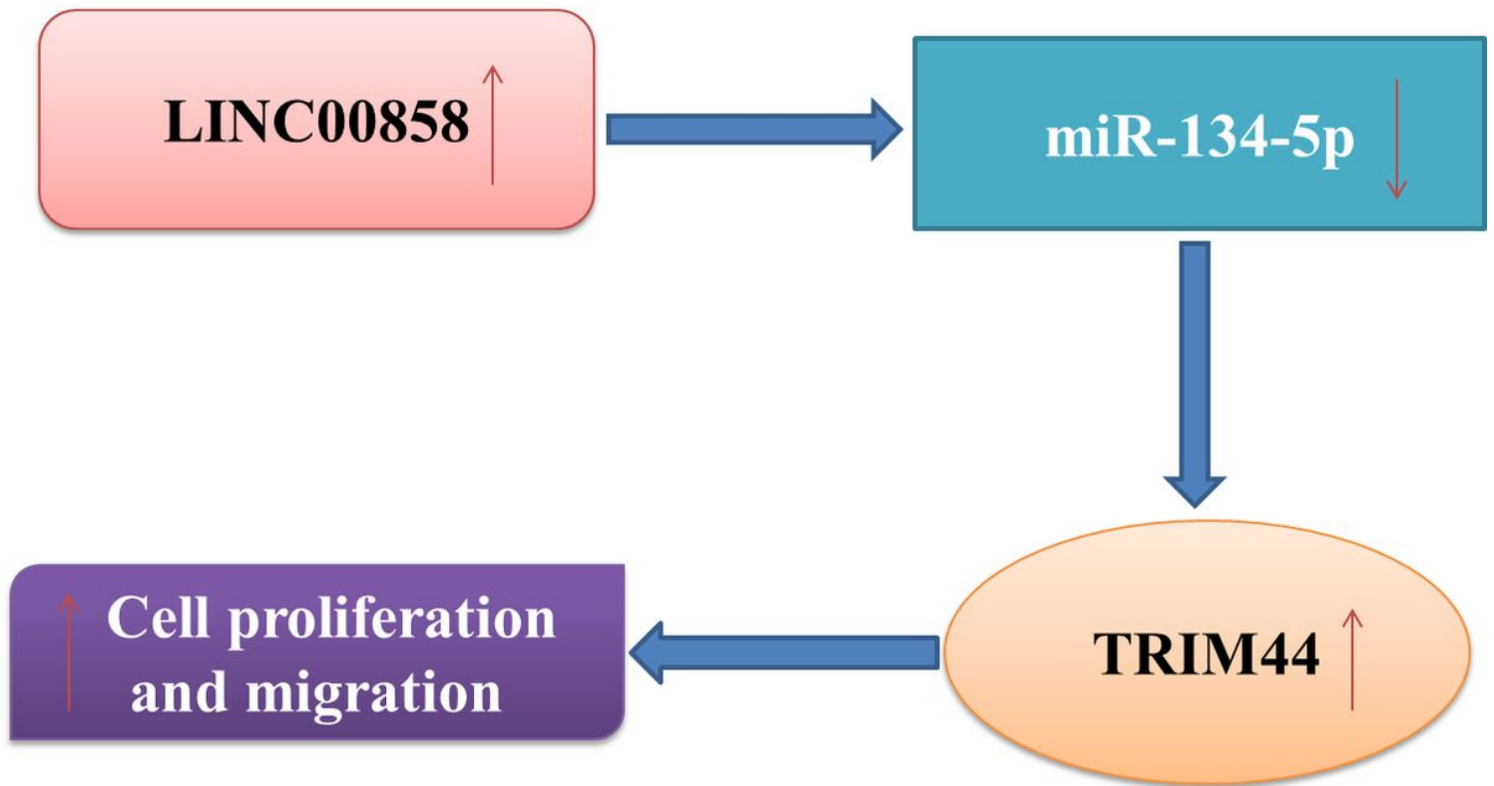 LINC00858
miR-134-5p
TRIM44
Cell proliferation
and migration